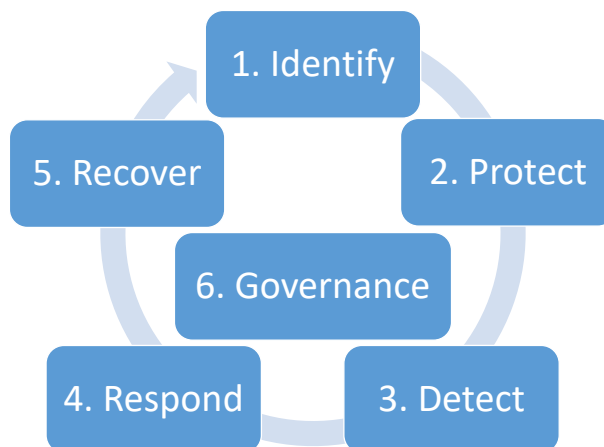 1. Identify
2. Protect
3. Detect
4. Respond
5. Recover
6. Governance